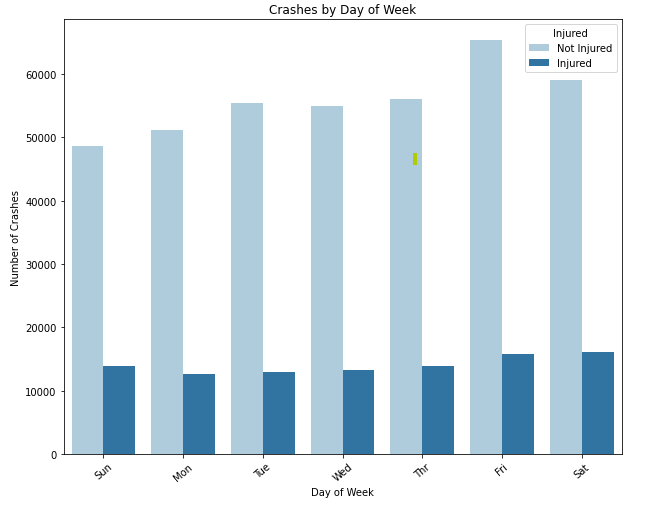 Crashes by Day of Week
Injured
Not Injured
Injured
60000
50000
40000
30000
20000
10000
0
Number of Crashes
Sun Mon Tue Wed Thr Fri Sat
Day of Week